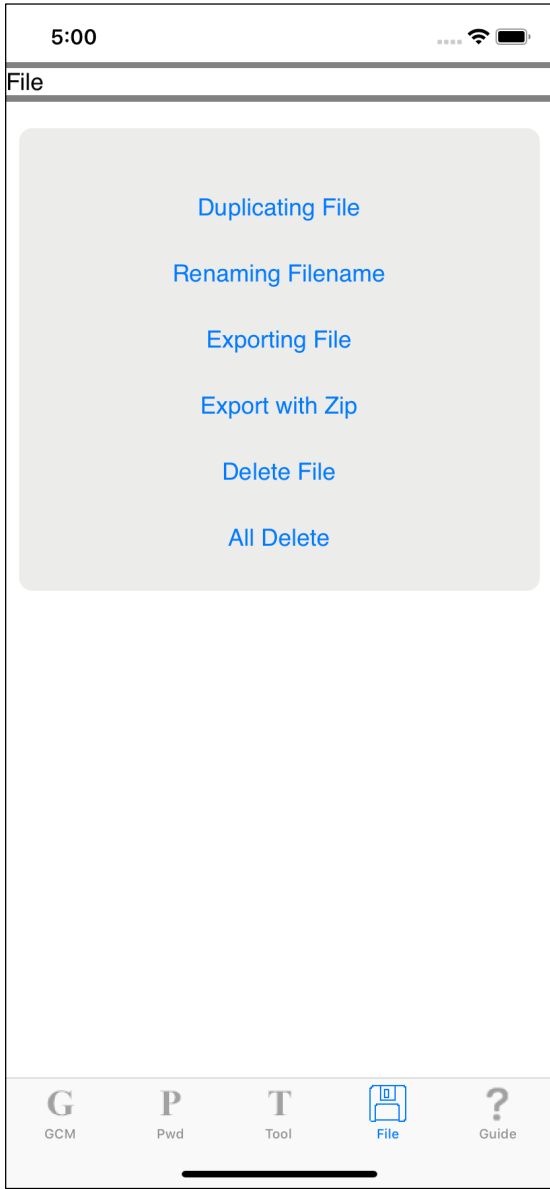 5:00
File
Duplicating File
Renaming Filename
Exporting File
Export with Zip
Delete File
All Delete
G P T ?
GCM Pwd Tool File Guide